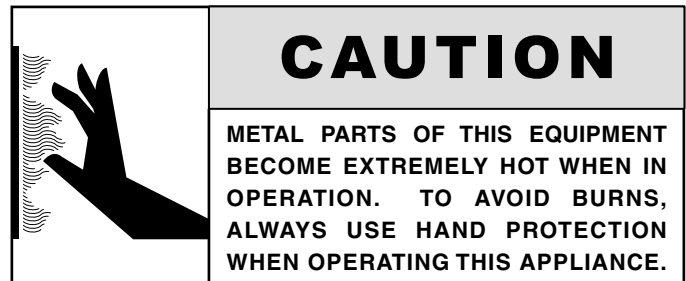 CAUTION
METAL PARTS OF THIS EQUIPMENT
BECOME EXTREMELY HOT WHEN IN
OPERATION. TO AVOID BURNS,
ALWAYS USE HAND PROTECTION
WHEN OPERATING THIS APPLIANCE.